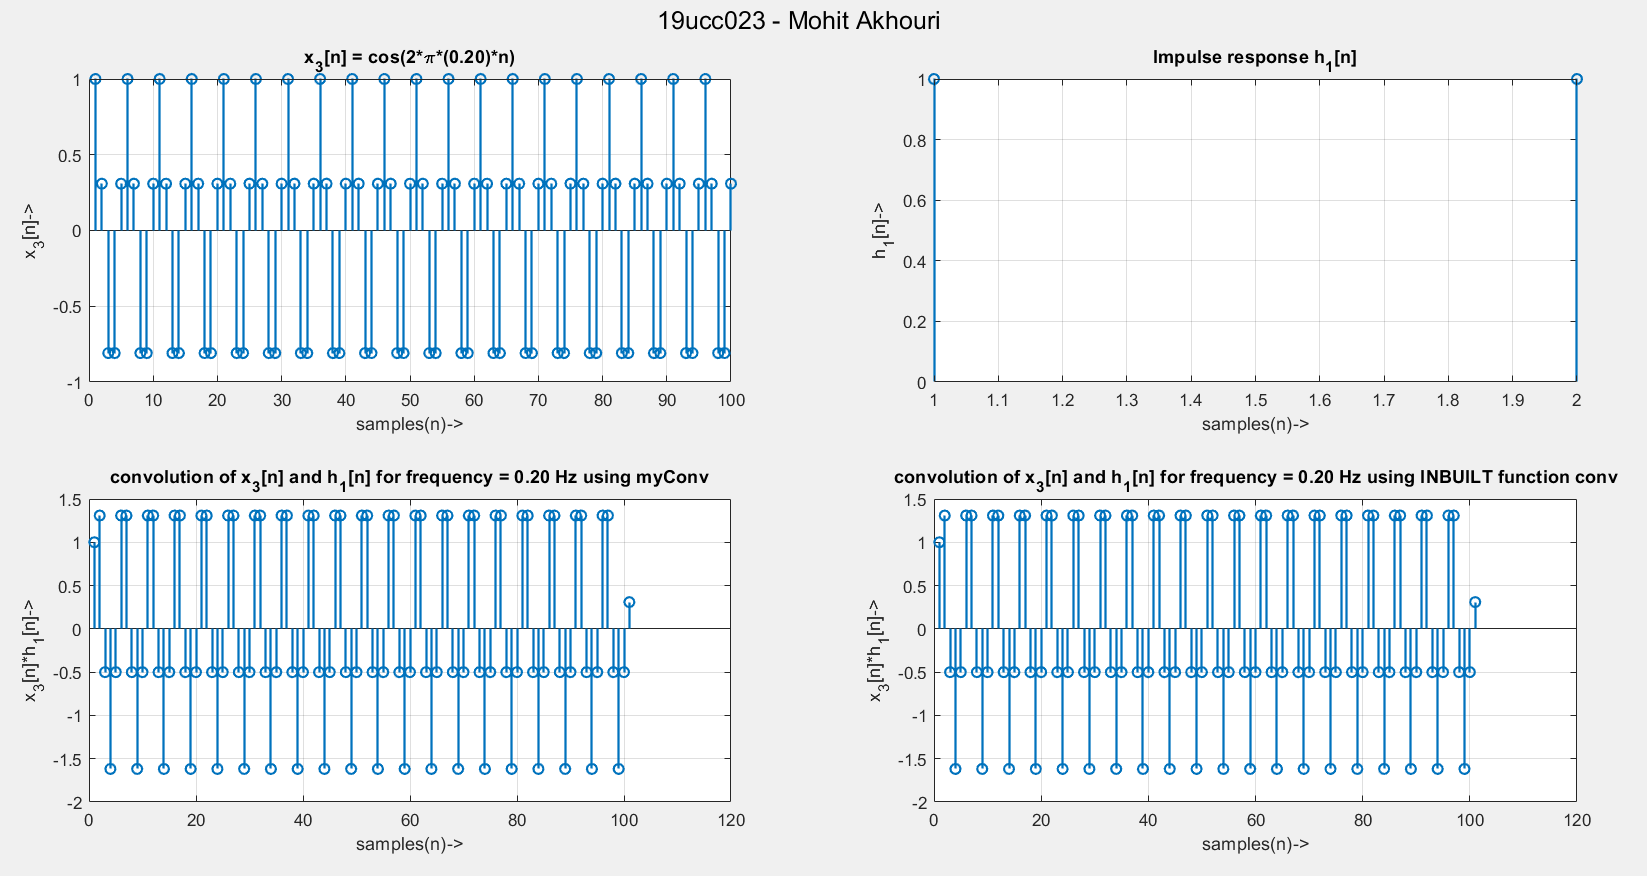 19ucc023 - Mohit Akhouri
x₃[n] = cos(2*π*(0.20)*n)
1
0.5
0
-0.5
-1
x₃[n]->
0 10 20 30 40 50 60 70 80 90 100
samples(n)->
Impulse response h₁[n]
1
0.8
0.6
0.4
0.2
0
h₁[n]->
1 1.1 1.2 1.3 1.4 1.5 1.6 1.7 1.8 1.9 2
samples(n)->
convolution of x₃[n] and h₁[n] for frequency = 0.20 Hz using myConv
1.5
1
0.5
0
-0.5
-1
-1.5
-2
x₃[n]*h₁[n]->
0 20 40 60 80 100 120
samples(n)->
convolution of x₃[n] and h₁[n] for frequency = 0.20 Hz using INBUILT function conv
1.5
1
0.5
0
-0.5
-1
-1.5
-2
x₃[n]*h₁[n]->
0 20 40 60 80 100 120
samples(n)->